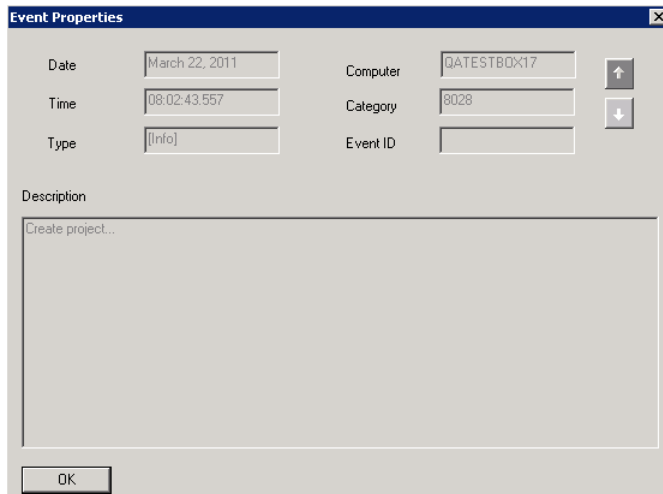 Event Properties
Date March 22, 2011 Computer QATESTBOX17
Time 08:02:43.557 Category 8028
Type [Info] Event ID
Description
Create project...
OK